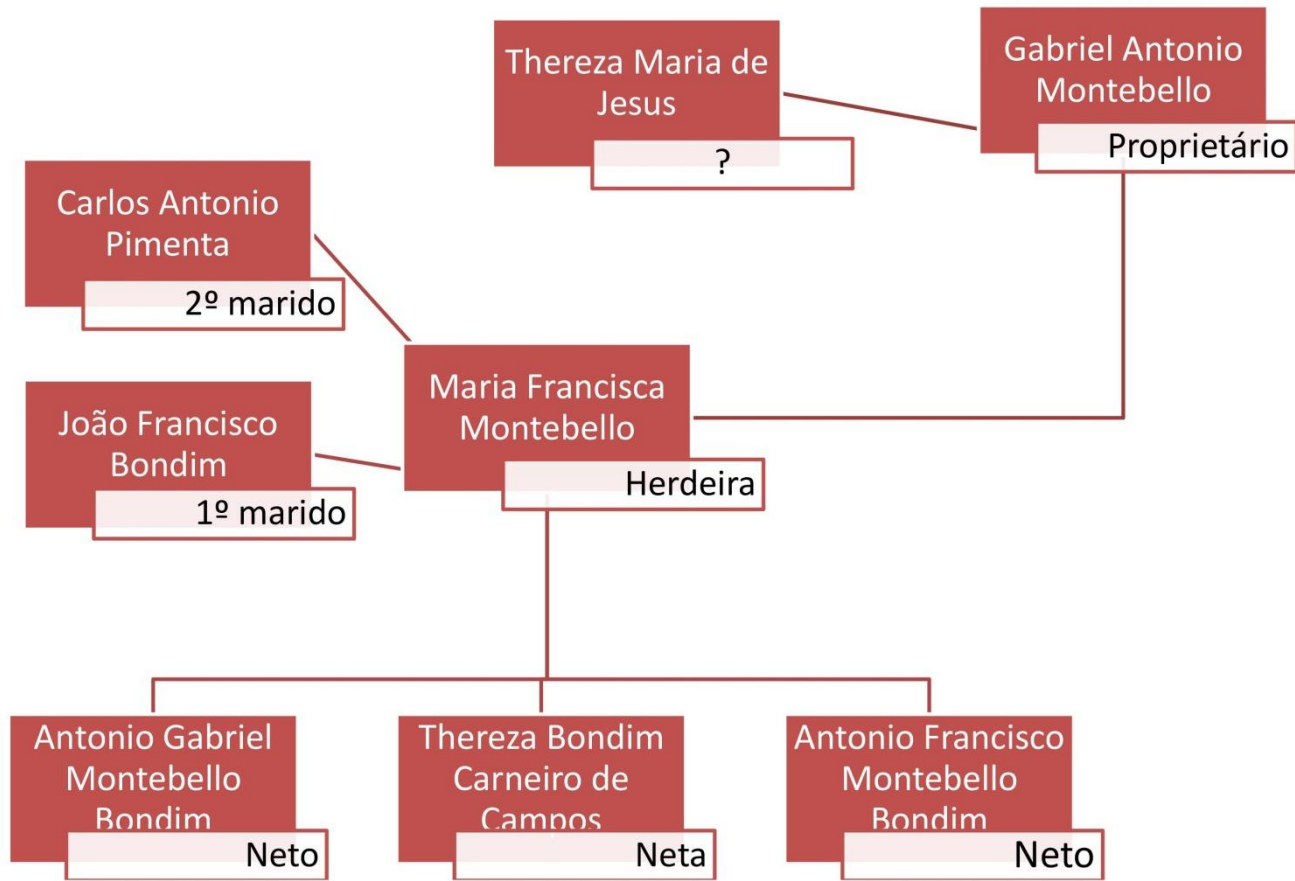 Thereza Maria de
Jesus
?
Gabriel Antonio
Montebello
Proprietário
Carlos Antonio
Pimenta
2º marido
João Francisco
Bondim
1º marido
Maria Francisca
Montebello
Herdeira
Antonio Gabriel
Montebello
Bondim
Neto
Thereza Bondim
Carneiro de
Campos
Neta
Antonio Francisco
Montebello
Bondim
Neto